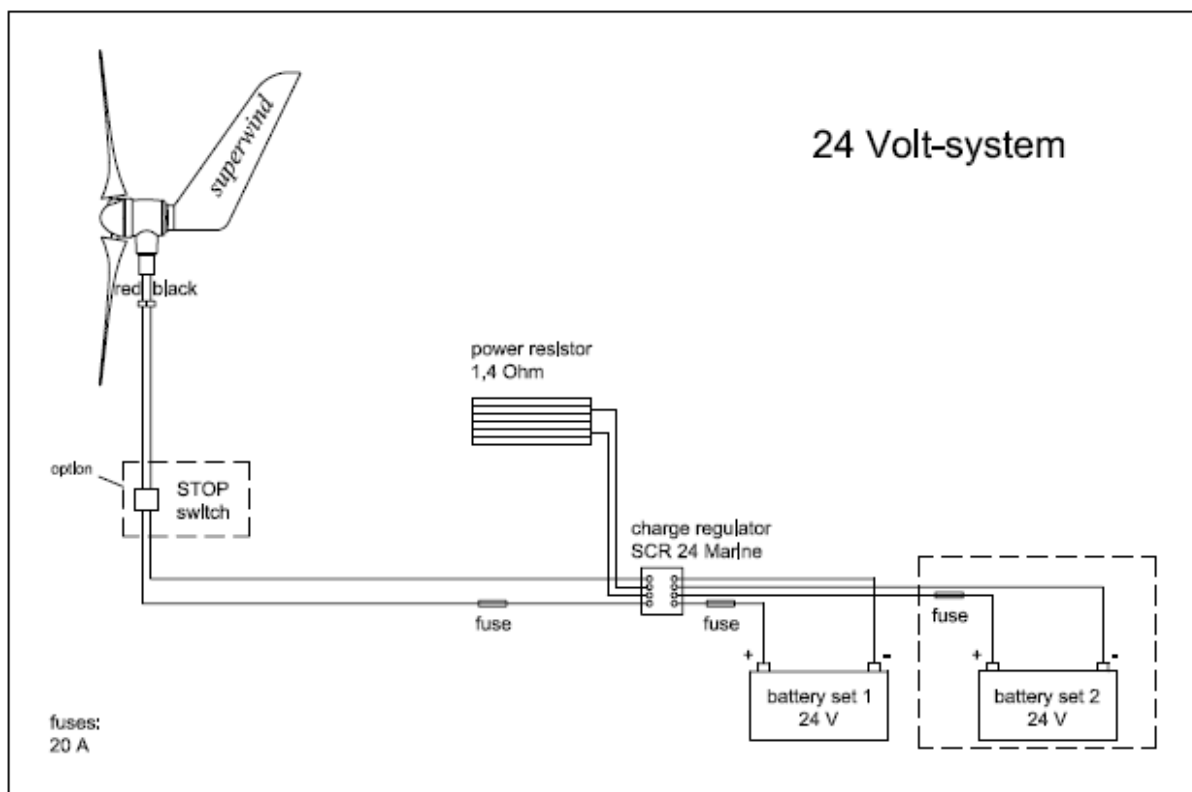 superwind
24 Volt-system
red black
power resistor
1,4 Ohm
option
STOP
switch
charge regulator
SCR 24 Marine
fuse
fuse
fuse
+ -
+ -
battery set 1
24 V
battery set 2
24 V
fuses:
20 A